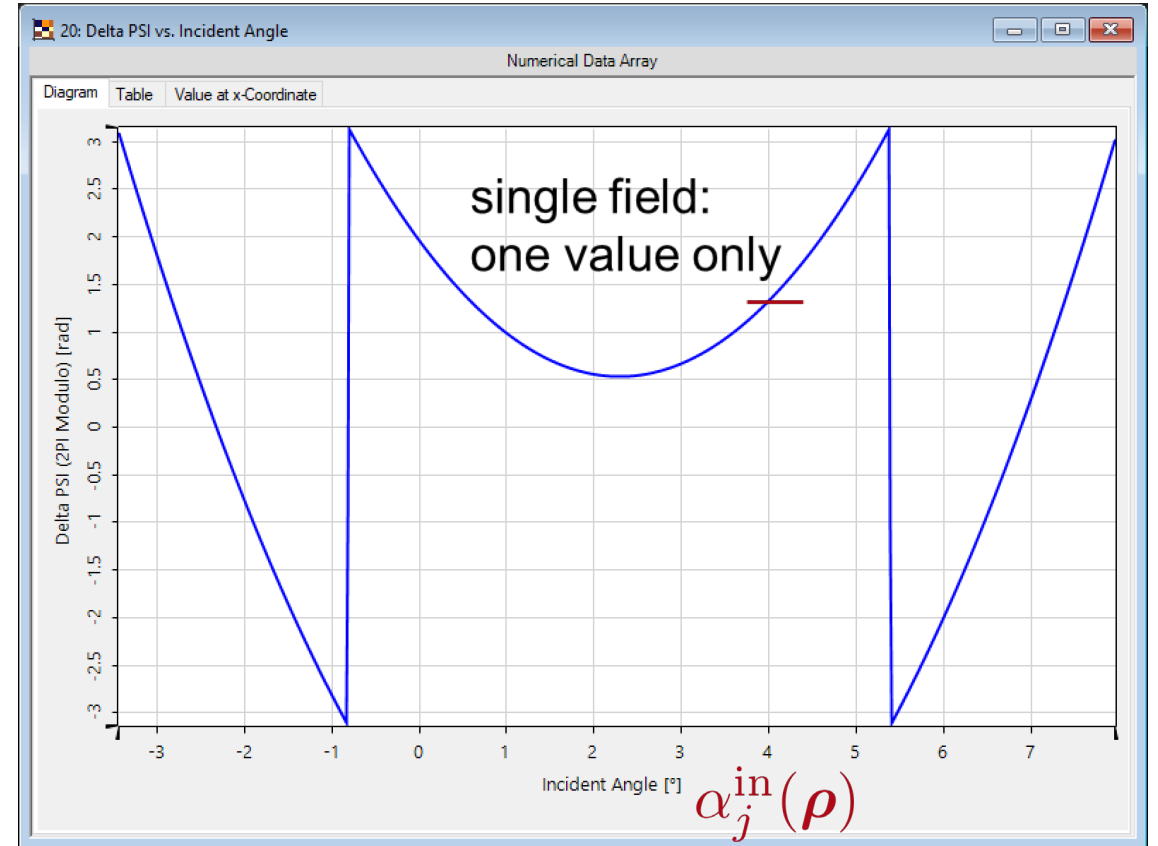 20: Delta PSI vs. Incident Angle
Numerical Data Array
Diagram Table Value at x-Coordinate
single field:
one value only
Delta PSI (2PI Modulo) [rad]
3
2.5
2
1.5
1
0.5
0
-0.5
-1
-1.5
-2
-2.5
-3
-3 -2 -1 0 1 2 3 4 5 6 7
Incident Angle [°]
α_j^in(ρ)